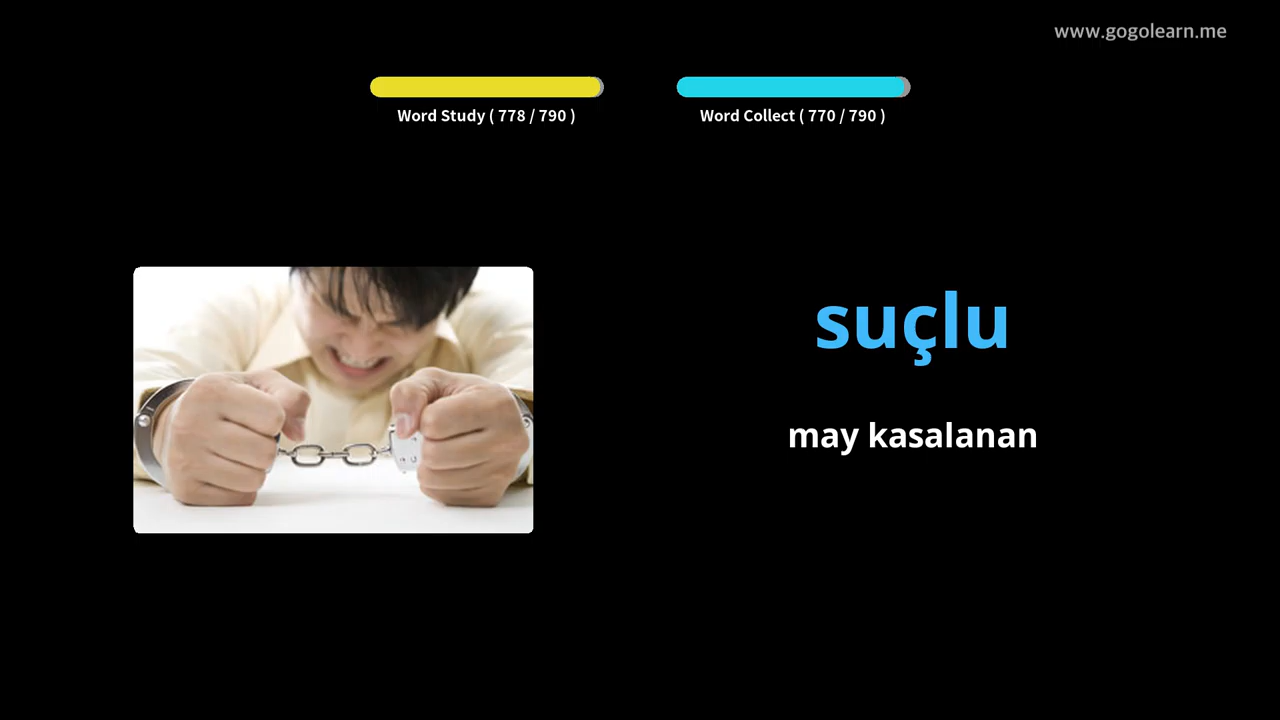 www.gogolearn.me
Word Study ( 778 / 790 )
Word Collect ( 770 / 790 )
suçlu
may kasalanan